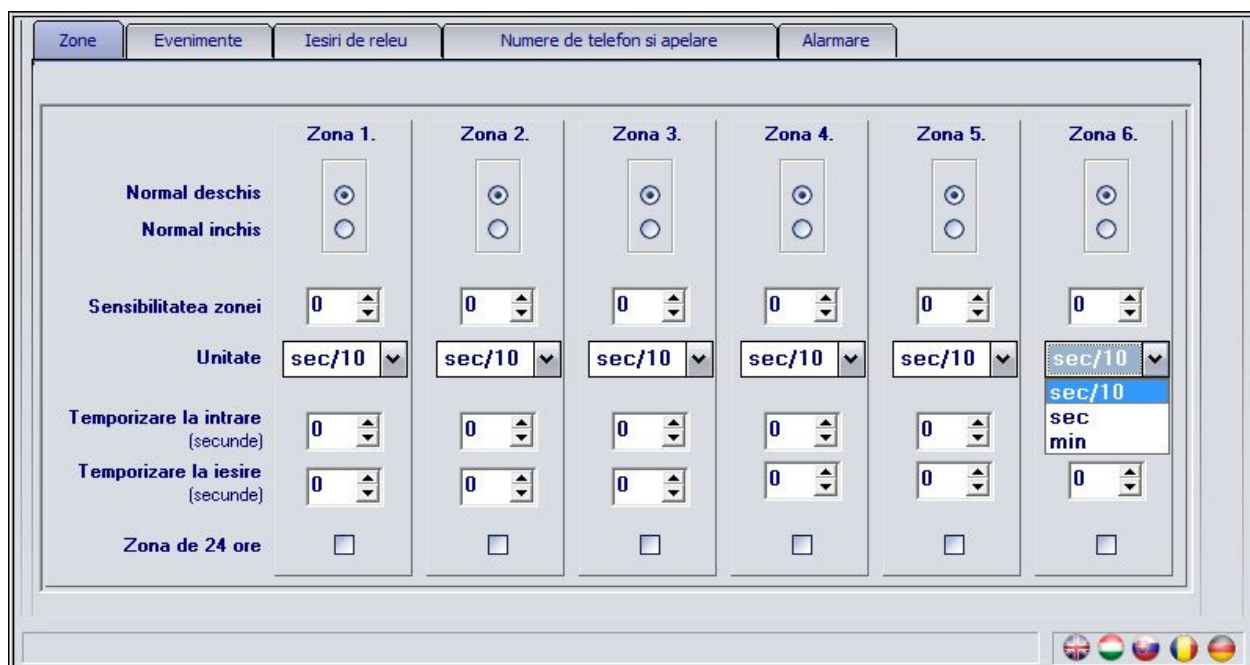 Zone Evenimente Iesiri de releu Numere de telefon si apelare Alarmare
Zona 1. Zona 2. Zona 3. Zona 4. Zona 5. Zona 6.
Normal deschis
Normal inchis
Sensibilitatea zonei 0 0 0 0 0 0
Unitate sec/10 sec/10 sec/10 sec/10 sec/10 sec/10
sec/10
sec
min
Temporizare la intrare 0 0 0 0 0
(secunde)
Temporizare la iesire 0 0 0 0 0 0
(secunde)
Zona de 24 ore